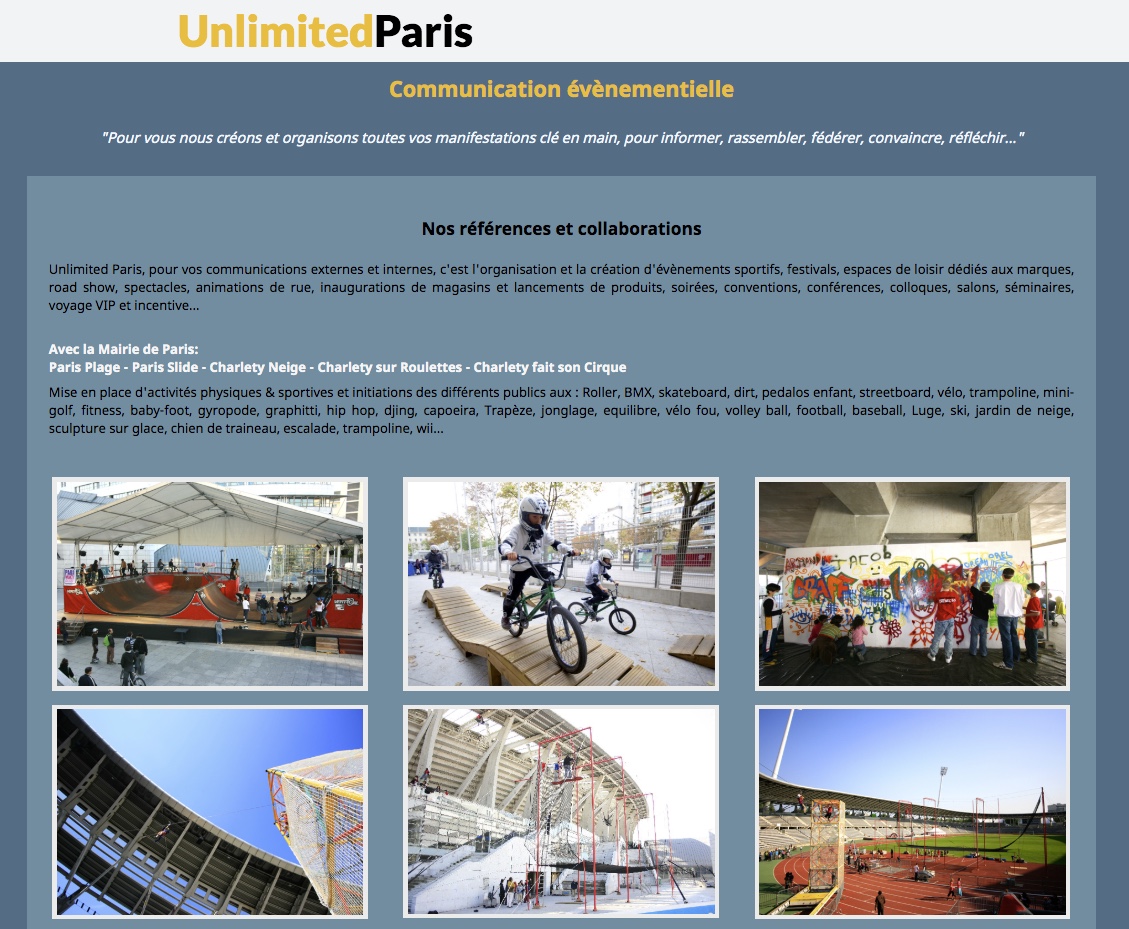 UnlimitedParis
Communication évènementielle
"Pour vous nous créons et organisons toutes vos manifestations clé en main, pour informer, rassembler, fédérer, convaincre, réfléchir..."
Nos références et collaborations
Unlimited Paris, pour vos communications externes et internes, c'est l'organisation et la création d'évènements sportifs, festivals, espaces de loisir dédiés aux marques,
road show, spectacles, animations de rue, inaugurations de magasins et lancements de produits, soirées, conventions, conférences, colloques, salons, séminaires,
voyage VIP et incentive...
Avec la Mairie de Paris:
Paris Plage - Paris Slide - Charlety Neige - Charlety sur Roulettes - Charlety fait son Cirque
Mise en place d'activités physiques & sportives et initiations des différents publics aux : Roller, BMX, skateboard, dirt, pedalos enfant, streetboard, vélo, trampoline, mini-
golf, fitness, baby-foot, gyropode, graphitti, hip hop, djing, capoeira, Trapèze, jonglage, equilibre, vélo fou, volley ball, football, baseball, Luge, ski, jardin de neige,
sculpture sur glace, chien de traineau, escalade, trampoline, wii...
JACOB